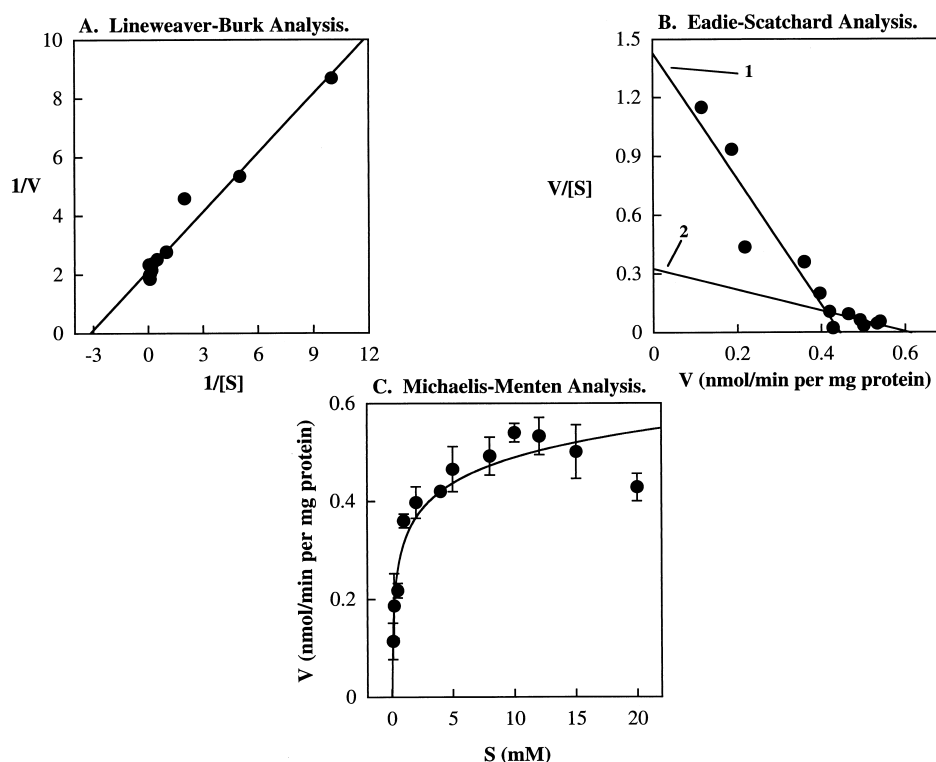 A. Lineweaver-Burk Analysis.
10
8
6
1/V
4
2
0
-3 0 3 6 9 12
1/[S]
B. Eadie-Scatchard Analysis.
1.5
1
1.2
0.9
V/[S]
0.6
2
0.3
0
0 0.2 0.4 0.6
V (nmol/min per mg protein)
C. Michaelis-Menten Analysis.
0.6
0.4
V (nmol/min per mg protein)
0.2
0
0 5 10 15 20
S (mM)